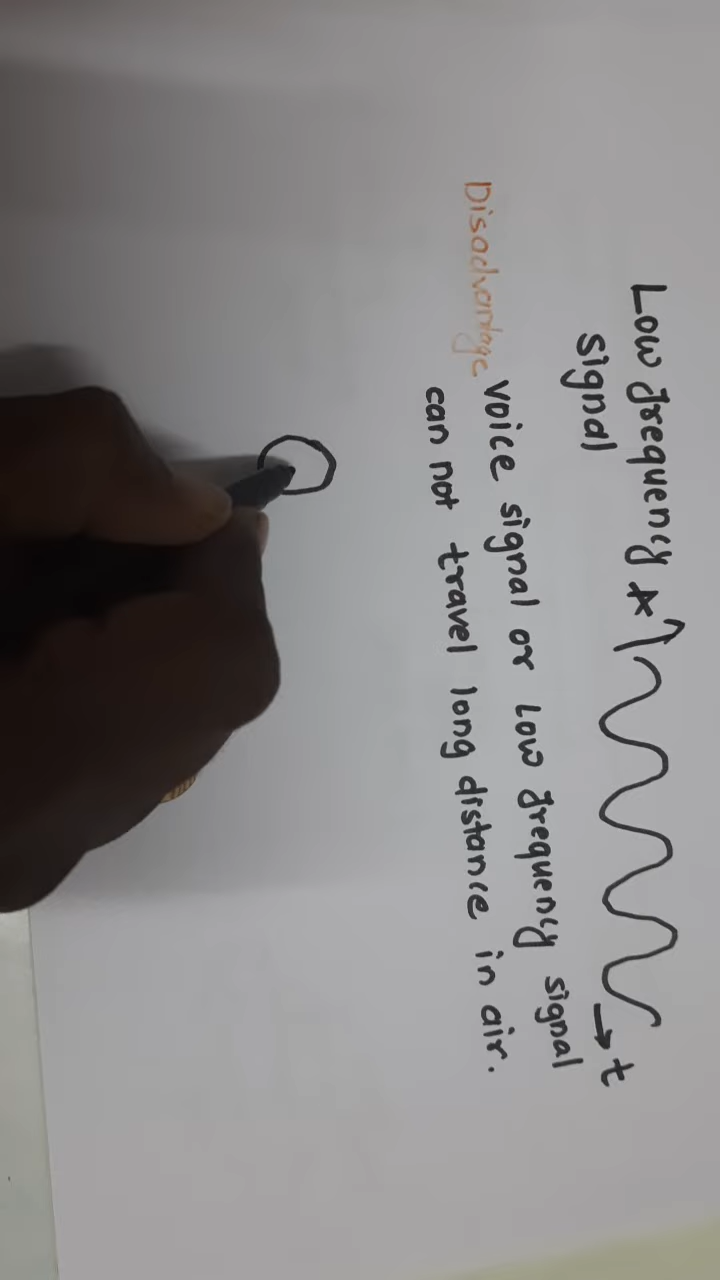 Low frequency
signal
A
→ t
Disadvantage
voice signal or Low frequency signal
can not travel long distance in air.